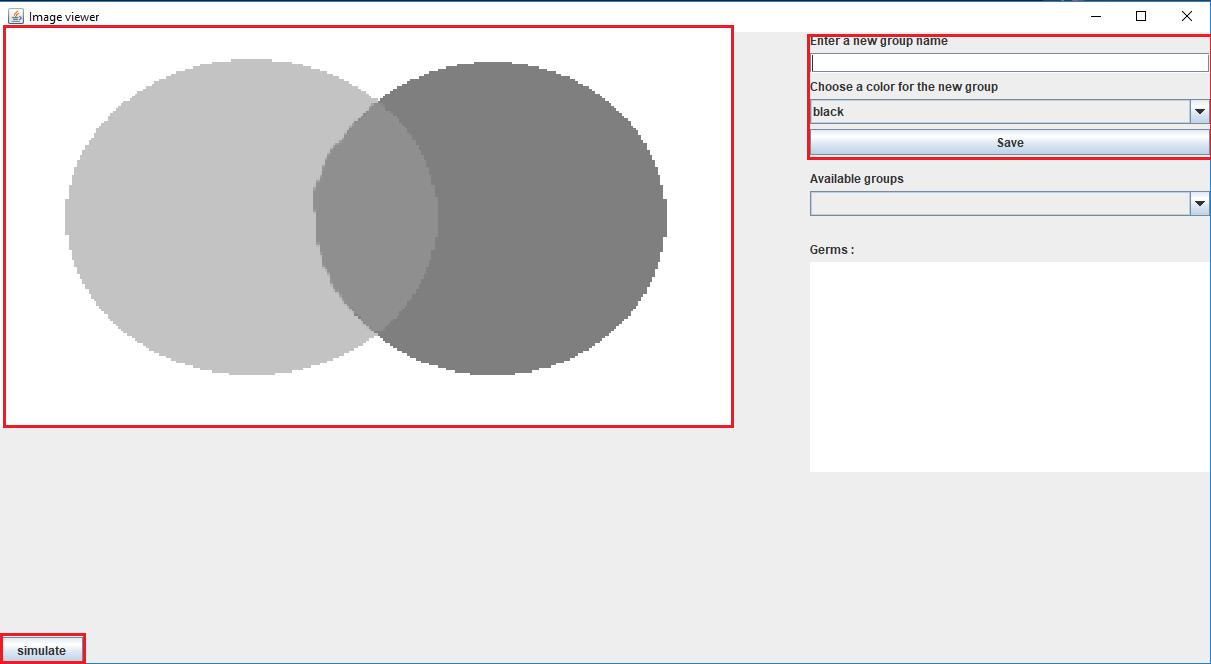 Image viewer
Enter a new group name
Choose a color for the new group
black
Save
Available groups
Germs :
simulate